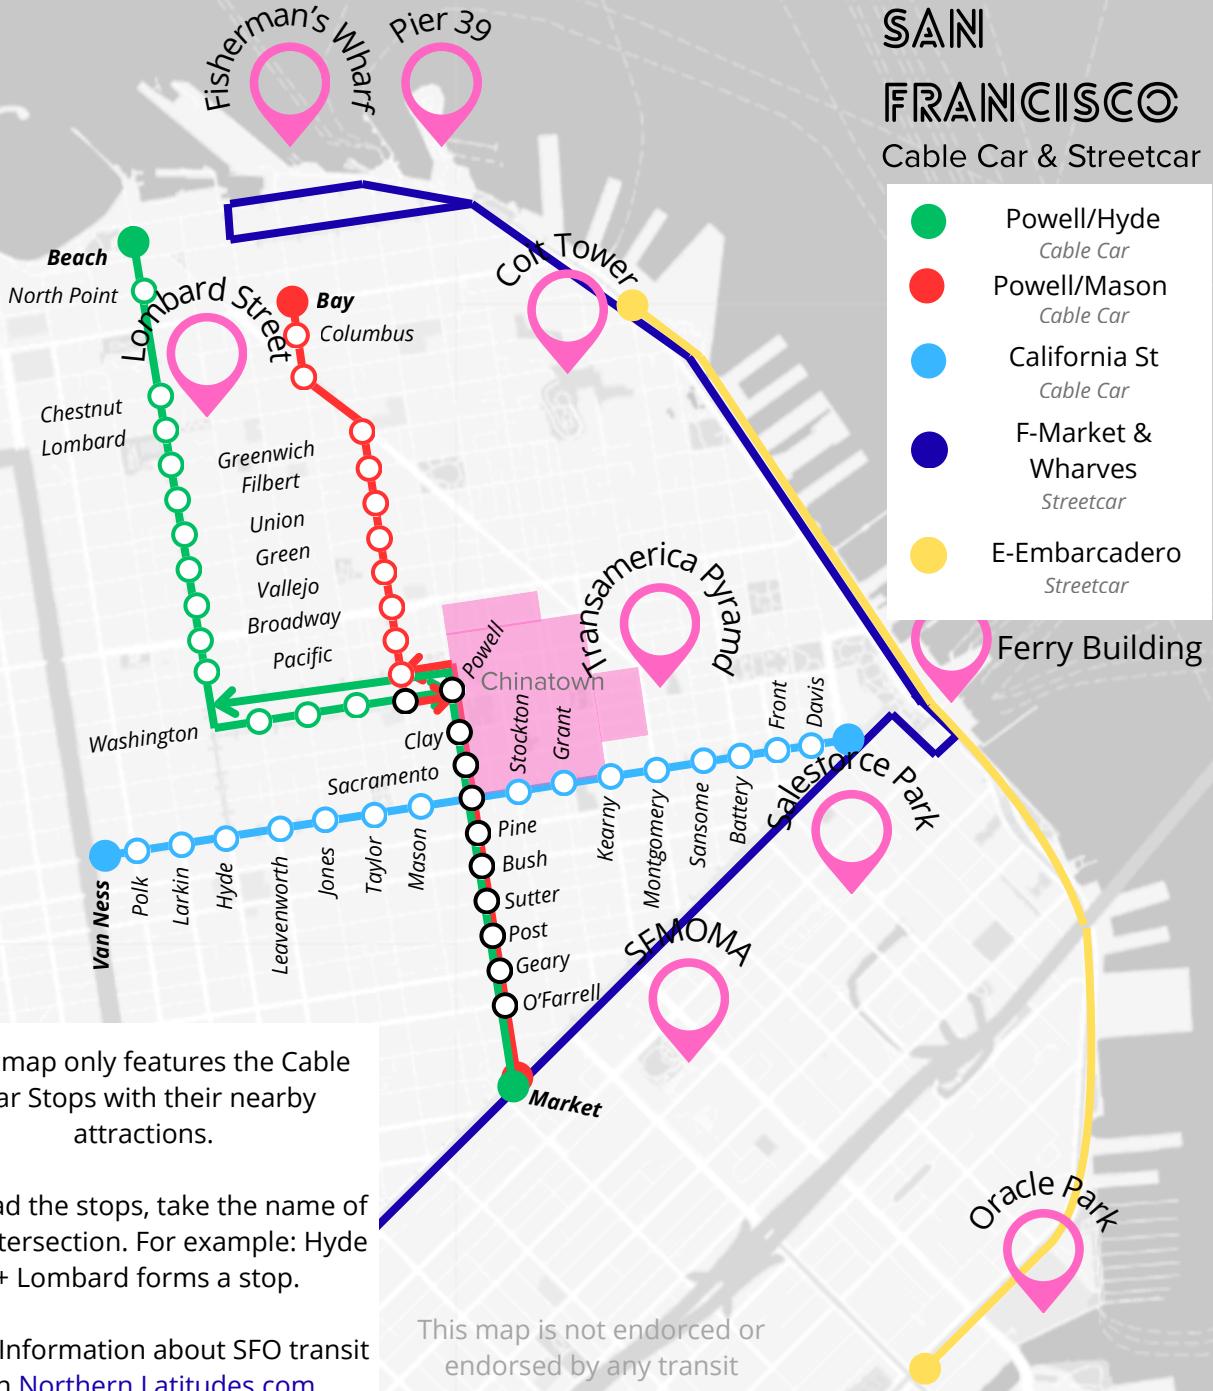 SAN
FRANCISCO
Cable Car & Streetcar
Powell/Hyde
Cable Car
Powell/Mason
Cable Car
California St
Cable Car
F-Market &
Wharves
Streetcar
E-Embarcadero
Streetcar
Fisherman's Wharf
Pier 39
Coit Tower
Lombard Street
Beach
North Point
Bay
Columbus
Chestnut
Lombard
Greenwich
Filbert
Union
Green
Vallejo
Broadway
Pacific
Washington
Powell
Chinatown
Transamerica Pyramd
Ferry Building
Clay
Sacramento
Stockton
Grant
Front
Davis
Salesforce Park
Van Ness
Polk
Larkin
Hyde
Leavenworth
Jones
Taylor
Mason
Kearny
Montgomery
Sansome
Battery
Pine
Bush
Sutter
Post
Geary
O'Farrell
SFMOMA
Market
Oracle Park
map only features the Cable
ar Stops with their nearby
attractions.
ad the stops, take the name of
tersection. For example: Hyde
+ Lombard forms a stop.
Information about SFO transit
n Northern Latitudes.com
This map is not endorced or
endorsed by any transit